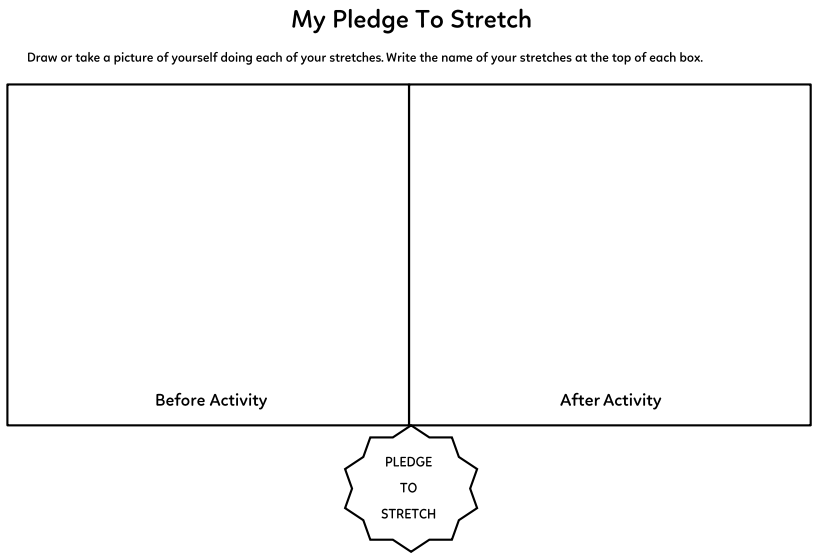 My Pledge To Stretch
Draw or take a picture of yourself doing each of your stretches. Write the name of your stretches at the top of each box.
Before Activity
After Activity
PLEDGE
TO
STRETCH